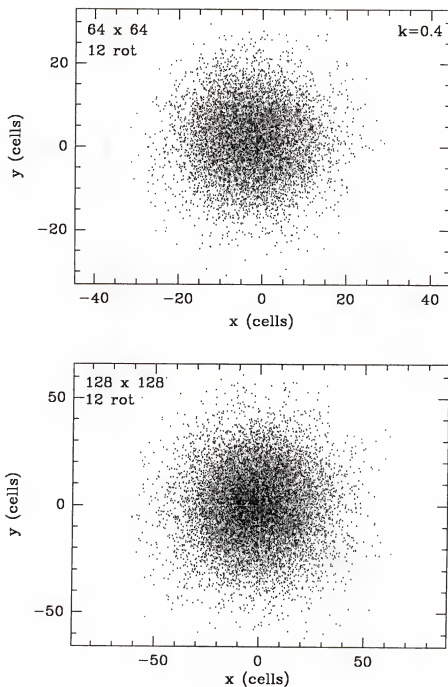 64 x 64 k=0.4
12 rot
20
0
−20
y (cells)
−40 −20 0 20 40
x (cells)
128 x 128
12 rot
50
0
−50
y (cells)
−50 0 50
x (cells)